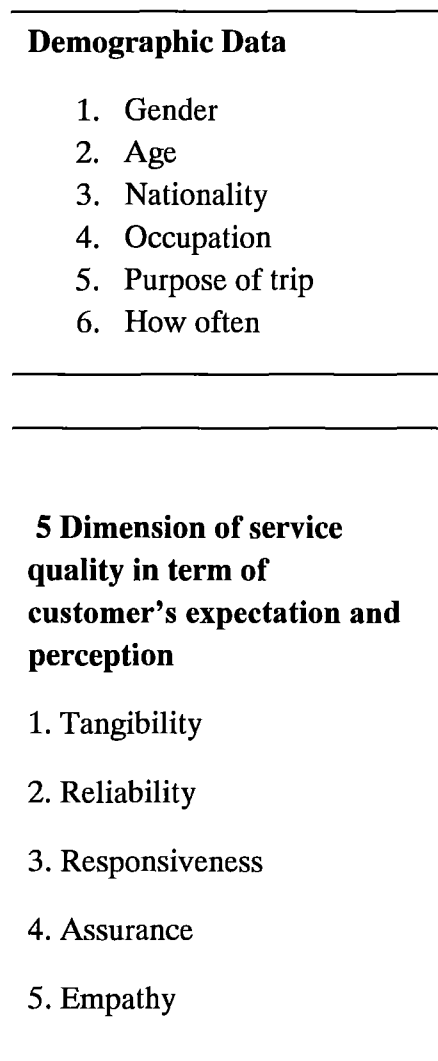 Demographic Data
1. Gender
2. Age
3. Nationality
4. Occupation
5. Purpose of trip
6. How often
5 Dimension of service
quality in term of
customer's expectation and
perception
1. Tangibility
2. Reliability
3. Responsiveness
4. Assurance
5. Empathy